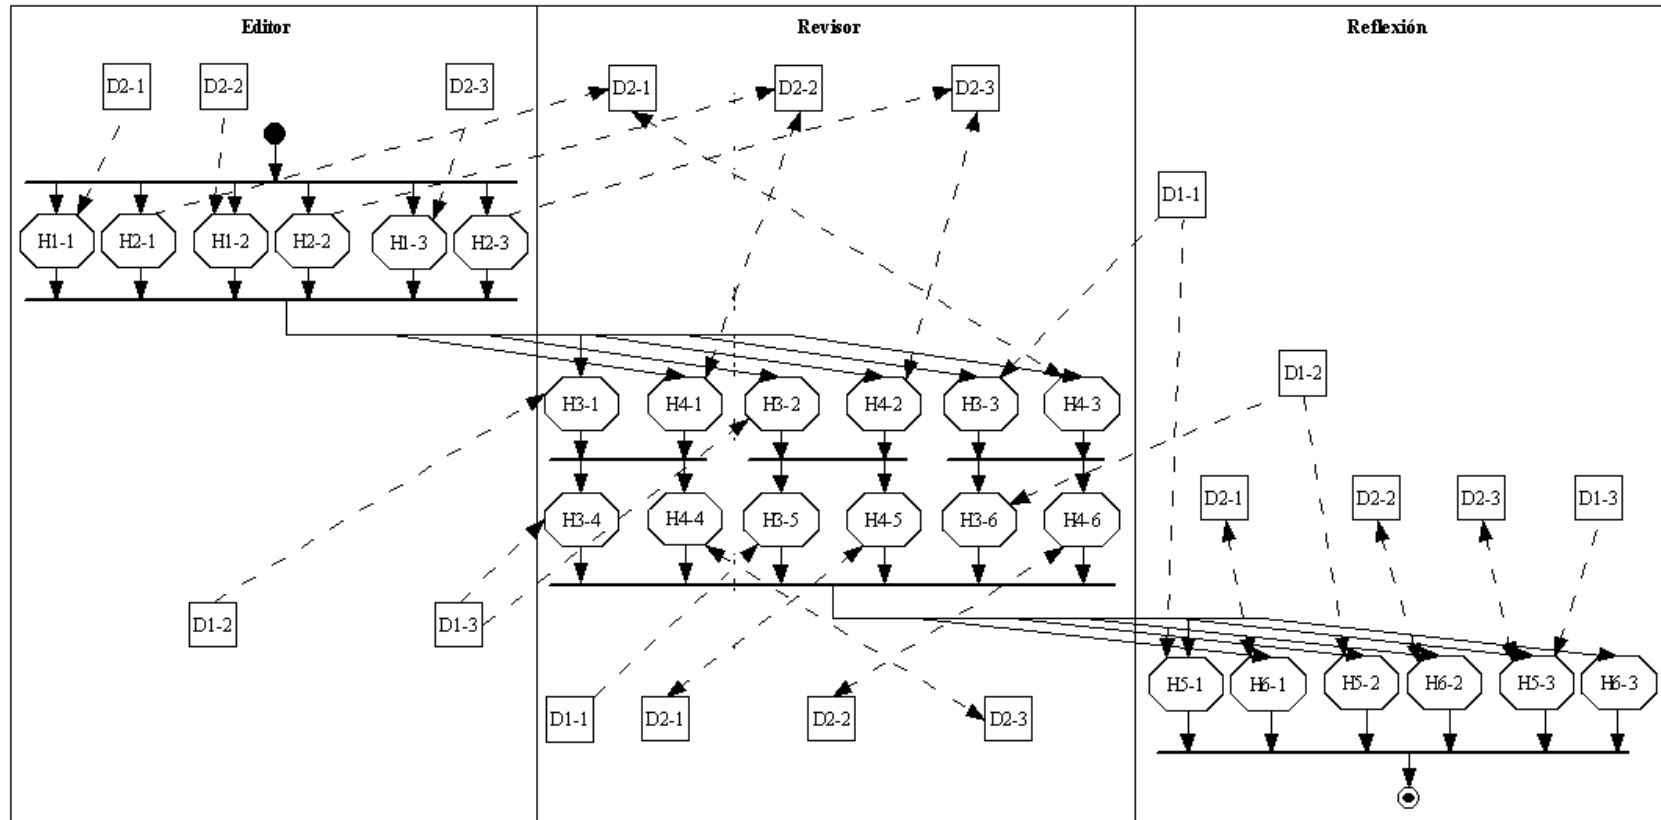 Editor
Revisor
Reflexión
D2-1
D2-2
D2-3
D2-1
D2-2
D2-3
D1-1
H1-1
H2-1
H1-2
H2-2
H1-3
H2-3
D1-2
H3-1
H4-1
H3-2
H4-2
H3-3
H4-3
D2-1
D2-2
D2-3
D1-3
H3-4
H4-4
H3-5
H4-5
H3-6
H4-6
D1-2
D1-3
H5-1
H6-1
H5-2
H6-2
H5-3
H6-3
D1-1
D2-1
D2-2
D2-3